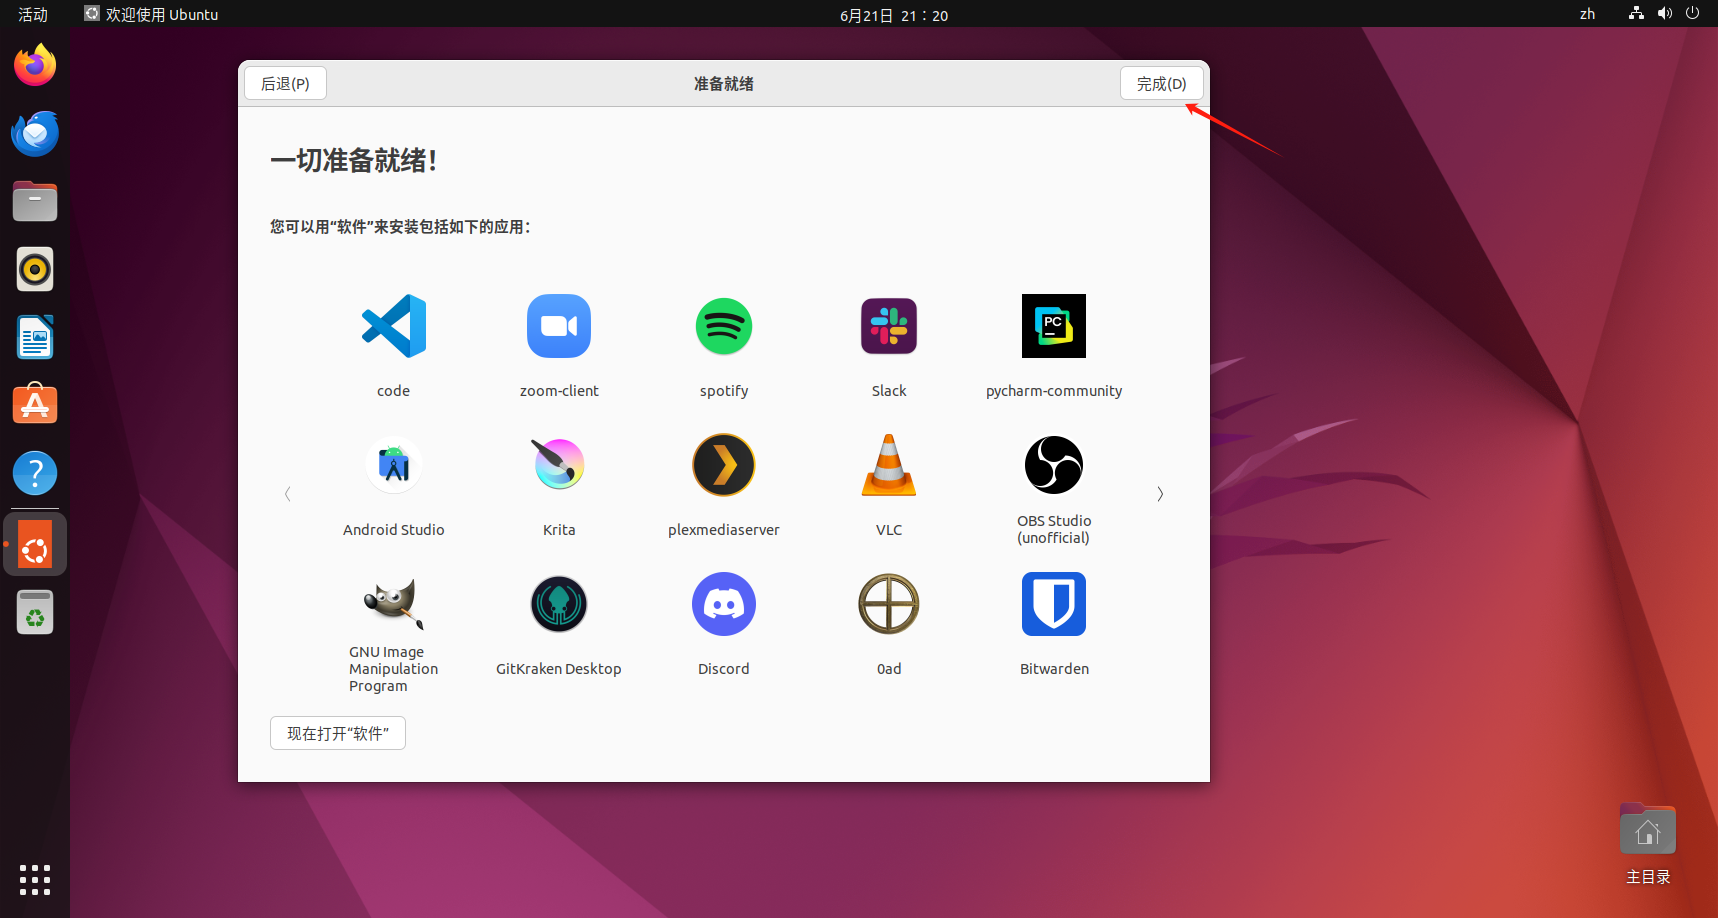 活动
欢迎使用 Ubuntu
6月21日 21：20
zh
后退(P)
准备就绪
完成(D)
一切准备就绪！
您可以用“软件”来安装包括如下的应用：
code
zoom-client
spotify
Slack
pycharm-community
PC
Android Studio
Krita
plexmediaserver
VLC
OBS Studio
(unofficial)
GNU Image
Manipulation
Program
GitKraken Desktop
Discord
0ad
Bitwarden
现在打开“软件”
主目录